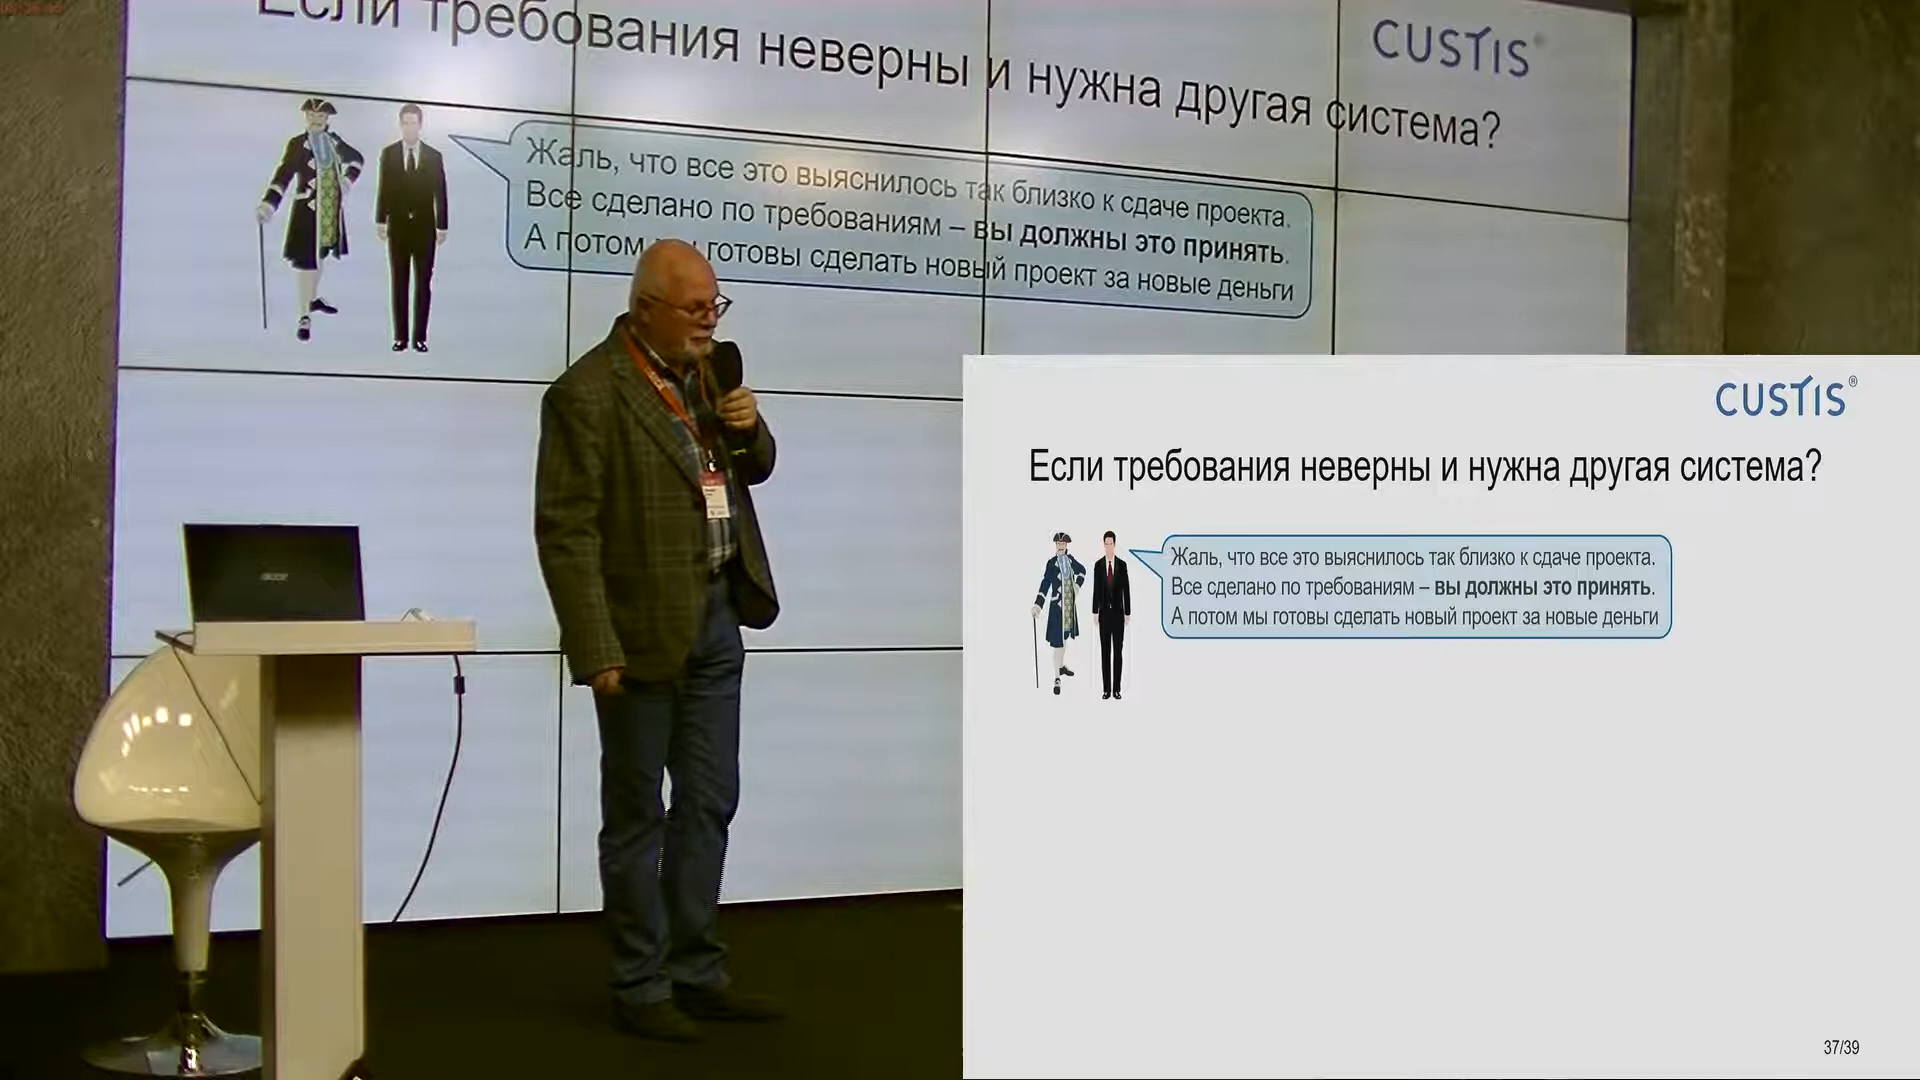 Если требования неверны и нужна другая система?
CUSTIS
Жаль, что все это выяснилось так близко к сдаче проекта.
Все сделано по требованиям – вы должны это принять.
А потом мы готовы сделать новый проект за новые деньги
acer
CUSTIS®
Если требования неверны и нужна другая система?
Жаль, что все это выяснилось так близко к сдаче проекта.
Все сделано по требованиям – вы должны это принять.
А потом мы готовы сделать новый проект за новые деньги
37/39